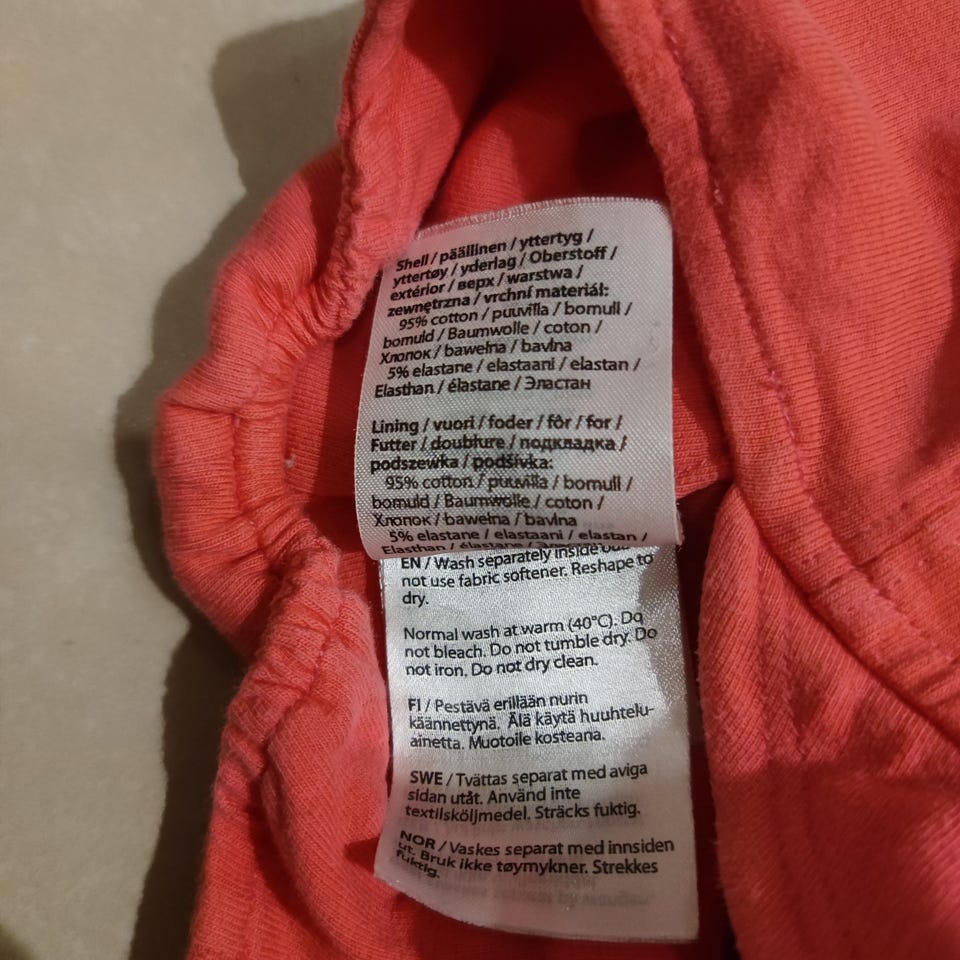 Shell / päällinen / yttertyg /
yttertøy / yderlag / Oberstoff /
extérior / верх / warstwa /
zewnętrzna / vrchní materiál:
95% cotton / puuvilla / bomull /
bomuld / Baumwolle / coton /
Хлопок / bawełna / bavlna
5% elastane / elastaani / elastan /
Elasthan / élastane / Эластан
Lining / vuori / foder / fôr / for /
Futter / doublure / подкладка /
podszewka / podšívka:
95% cotton / puuvilla / bomull /
bomuld / Baumwolle / coton /
Хлопок / bawełna / bavlna
5% elastane / elastaani / elastan /
Elasthan / élastane /
EN / Wash separately inside
not use fabric softener. Reshape to
dry.
Normal wash at warm (40°C). Do
not bleach. Do not tumble dry. Do
not iron. Do not dry clean.
FI / Pestävä erillään nurin
käännettynä. Älä käytä huuhtelu-
ainetta. Muotoile kosteana.
SWE / Tvättas separat med aviga
sidan utåt. Använd inte
textilsköljmedel. Sträcks fuktig.
NOR / Vaskes separat med innsiden
ut. Bruk ikke tøymykner. Strekkes
fuktig.